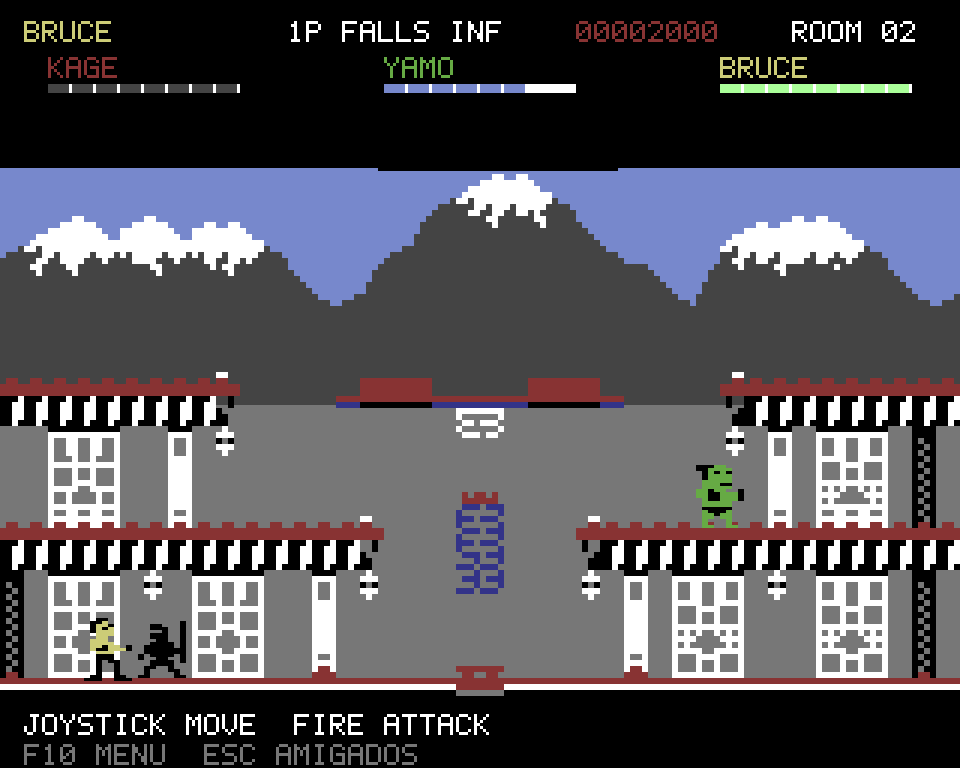 BRUCE 1P FALLS INF 00002000 ROOM 02
KAGE YAMO BRUCE
JOYSTICK MOVE FIRE ATTACK
F10 MENU ESC AMIGADOS